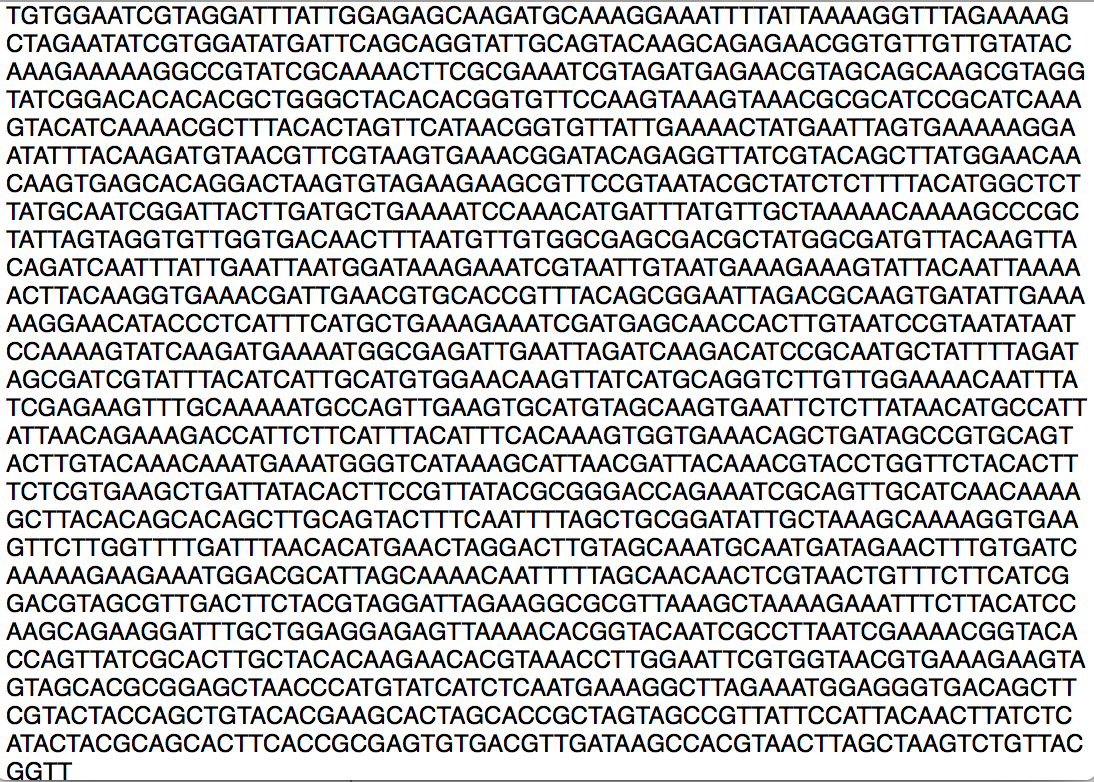 TGTGGAATCGTAGGATTTATTGGAGAGCAAGATGCAAAGGAAATTTTATTAAAAGGTTTAGAAAAG
CTAGAATATCGTGGATATGATTCAGCAGGTATTGCAGTACAAGCAGAGAACGGTGTTGTTGTATAC
AAAGAAAAAGGCCGTATCGCAAAACTTCGCGAAATCGTAGATGAGAACGTAGCAGCAAGCGTAGG
TATCGGACACACACGCTGGGCTACACACGGTGTTCCAAGTAAAGTAAACGCGCATCCGCATCAAA
GTACATCAAAACGCTTTACACTAGTTCATAACGGTGTTATTGAAAACTATGAATTAGTGAAAAAGGA
ATATTTACAAGATGTAACGTTCGTAAGTGAAACGGATACAGAGGTTATCGTACAGCTTATGGAACAA
CAAGTGAGCACAGGACTAAGTGTAGAAGAAGCGTTCCGTAATACGCTATCTCTTTTACATGGCTCT
TATGCAATCGGATTACTTGATGCTGAAAATCCAAACATGATTTATGTTGCTAAAAACAAAAGCCCGC
TATTAGTAGGTGTTGGTGACAACTTTAATGTTGTGGCGAGCGACGCTATGGCGATGTTACAAGTTA
CAGATCAATTTATTGAATTAATGGATAAAGAAATCGTAATTGTAATGAAAGAAAGTATTACAATTAAAA
ACTTACAAGGTGAAACGATTGAACGTGCACCGTTTACAGCGGAATTAGACGCAAGTGATATTGAAA
AAGGAACATACCCTCATTTCATGCTGAAAGAAATCGATGAGCAACCACTTGTAATCCGTAATATAAT
CCAAAAGTATCAAGATGAAAATGGCGAGATTGAATTAGATCAAGACATCCGCAATGCTATTTTAGAT
AGCGATCGTATTTACATCATTGCATGTGGAACAAGTTATCATGCAGGTCTTGTTGGAAAACAATTTA
TCGAGAAGTTTGCAAAAATGCCAGTTGAAGTGCATGTAGCAAGTGAATTCTCTTATAACATGCCATT
ATTAACAGAAAGACCATTCTTCATTTACATTTCACAAAGTGGTGAAACAGCTGATAGCCGTGCAGT
ACTTGTACAAACAAATGAAATGGGTCATAAAGCATTAACGATTACAAACGTACCTGGTTCTACACTT
TCTCGTGAAGCTGATTATACACTTCCGTTATACGCGGGACCAGAAATCGCAGTTGCATCAACAAAA
GCTTACACAGCACAGCTTGCAGTACTTTCAATTTTAGCTGCGGATATTGCTAAAGCAAAAGGTGAA
GTTCTTGGTTTTGATTTAACACATGAACTAGGACTTGTAGCAAATGCAATGATAGAACTTTGTGATC
AAAAAGAAGAAATGGACGCATTAGCAAAACAATTTTTAGCAACAACTCGTAACTGTTTCTTCATCG
GACGTAGCGTTGACTTCTACGTAGGATTAGAAGGCGCGTTAAAGCTAAAAGAAATTTCTTACATCC
AAGCAGAAGGATTTGCTGGAGGAGAGTTAAAACACGGTACAATCGCCTTAATCGAAAACGGTACA
CCAGTTATCGCACTTGCTACACAAGAACACGTAAACCTTGGAATTCGTGGTAACGTGAAAGAAGTA
GTAGCACGCGGAGCTAACCCATGTATCATCTCAATGAAAGGCTTAGAAATGGAGGGTGACAGCTT
CGTACTACCAGCTGTACACGAAGCACTAGCACCGCTAGTAGCCGTTATTCCATTACAACTTATCTC
ATACTACGCAGCACTTCACCGCGAGTGTGACGTTGATAAGCCACGTAACTTAGCTAAGTCTGTTAC
GGTT